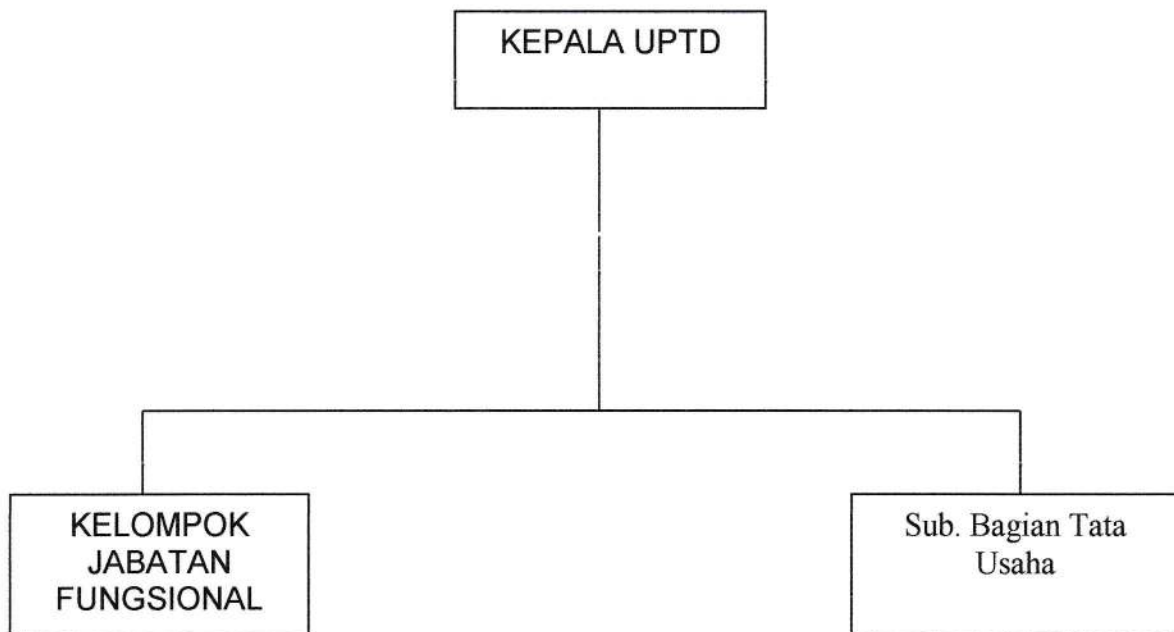 KEPALA UPTD
KELOMPOK
JABATAN
FUNGSIONAL
Sub. Bagian Tata
Usaha